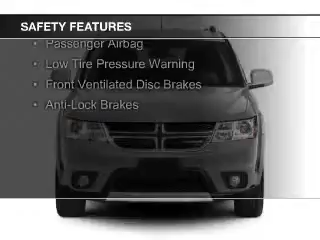 SAFETY FEATURES
• Passenger Airbag
• Low Tire Pressure Warning
• Front Ventilated Disc Brakes
• Anti-Lock Brakes